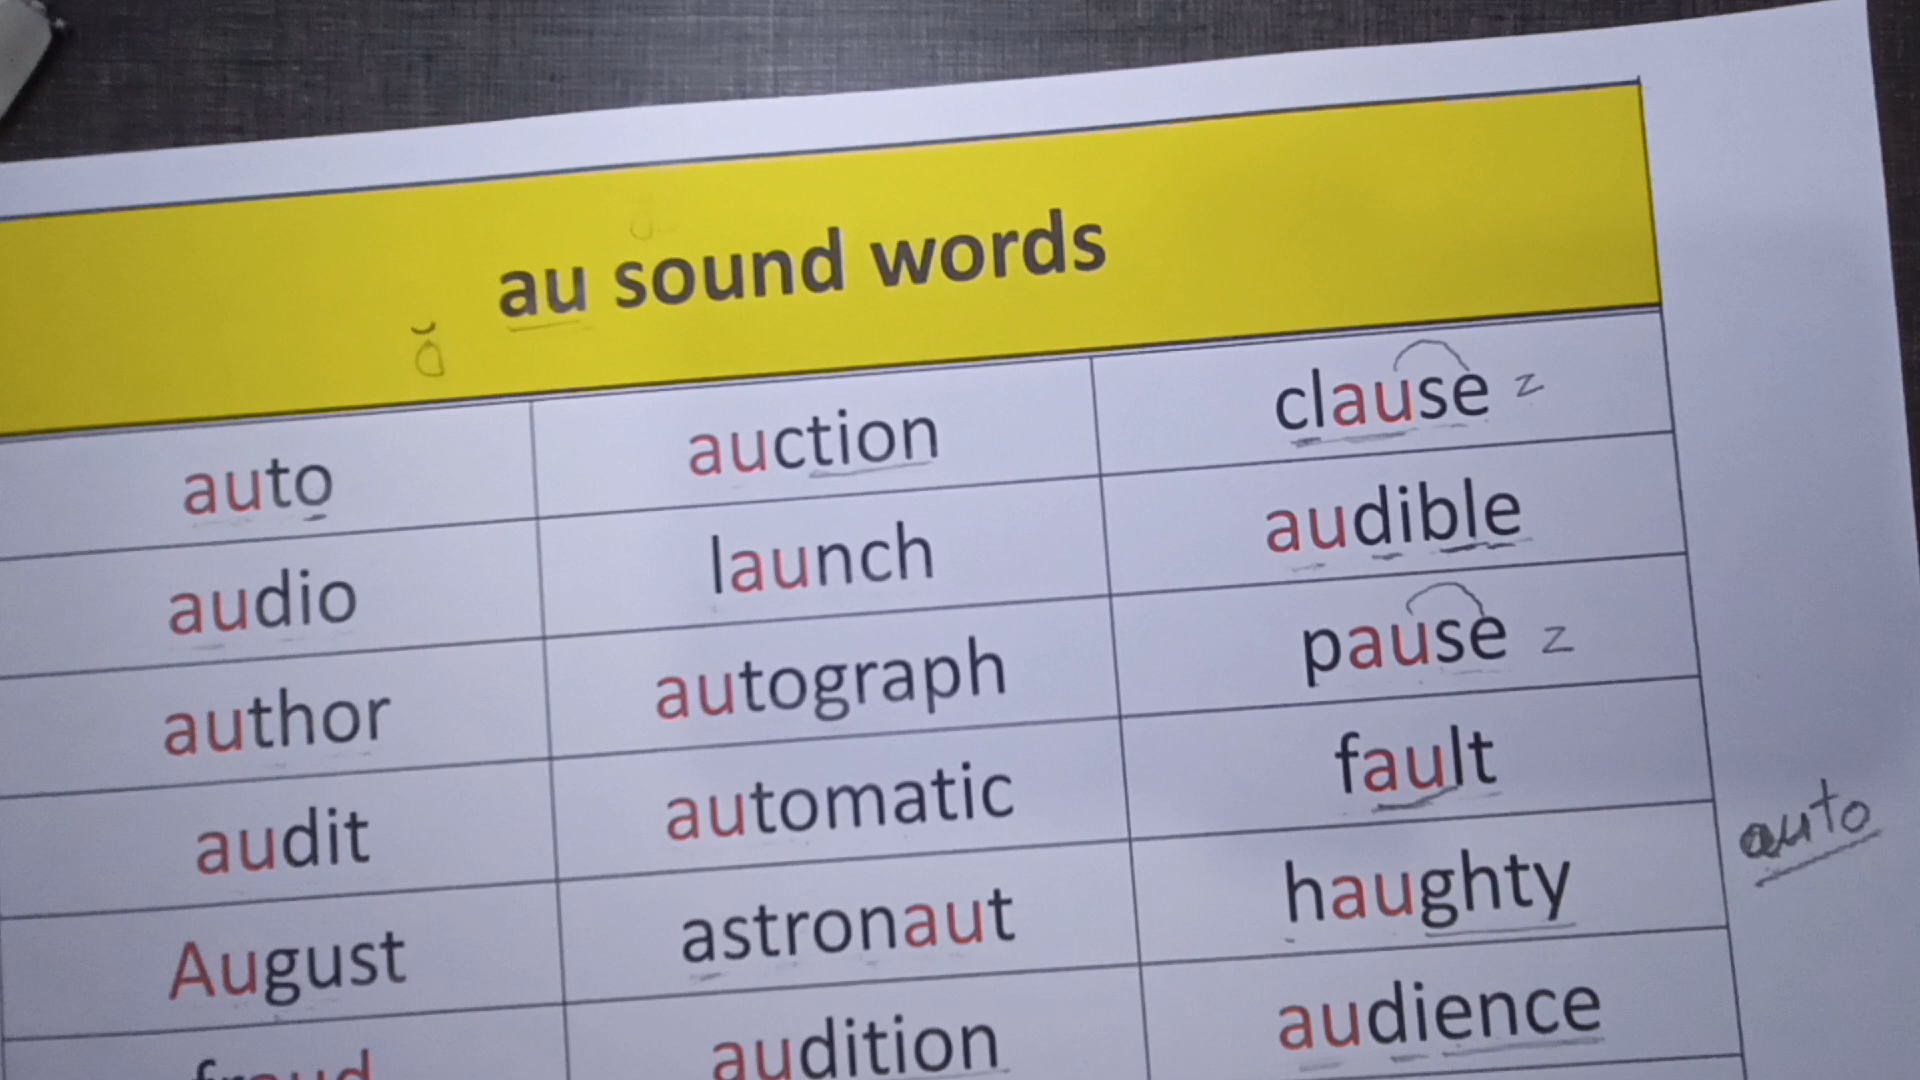 au sound words
ŏ
auto auction clause z
audio launch audible
author autograph pause z
audit automatic fault
auto
August astronaut haughty
fraud audition audience